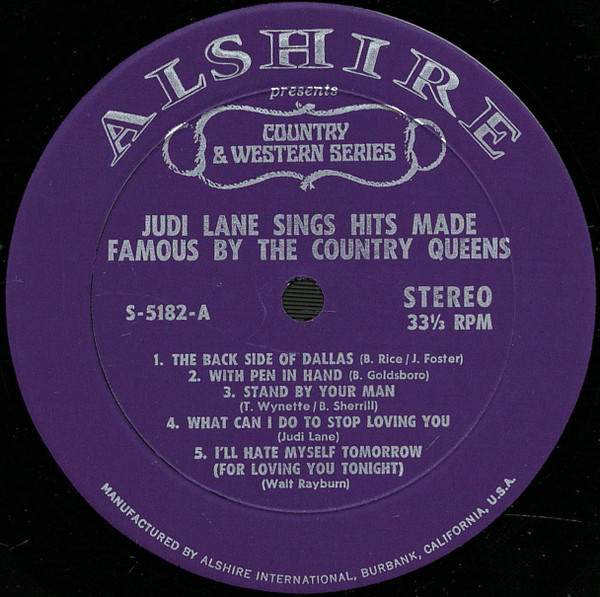 ALSHIRE
presents
COUNTRY
& WESTERN SERIES
JUDI LANE SINGS HITS MADE
FAMOUS BY THE COUNTRY QUEENS
S-5182-A
STEREO
33⅓ RPM
1. THE BACK SIDE OF DALLAS (B. Rice/J. Foster)
2. WITH PEN IN HAND (B. Goldsboro)
3. STAND BY YOUR MAN
(T. Wynette/B. Sherrill)
4. WHAT CAN I DO TO STOP LOVING YOU
(Judi Lane)
5. I'LL HATE MYSELF TOMORROW
(FOR LOVING YOU TONIGHT)
(Walt Rayburn)
MANUFACTURED BY ALSHIRE INTERNATIONAL, BURBANK, CALIFORNIA, U.S.A.